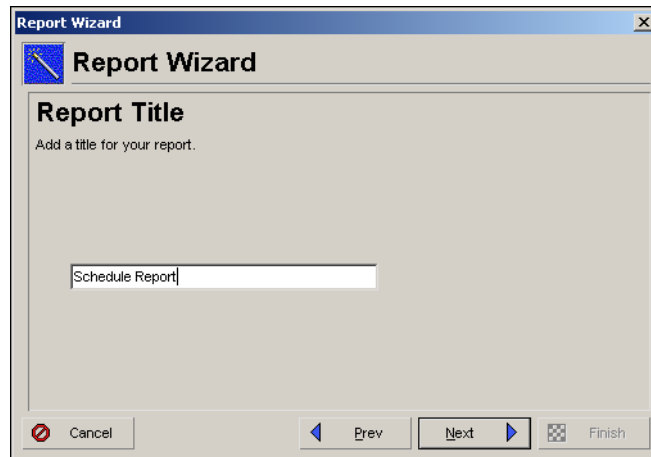 Report Wizard
Report Wizard
Report Title
Add a title for your report.
Schedule Report
Cancel
Prev
Next
Finish